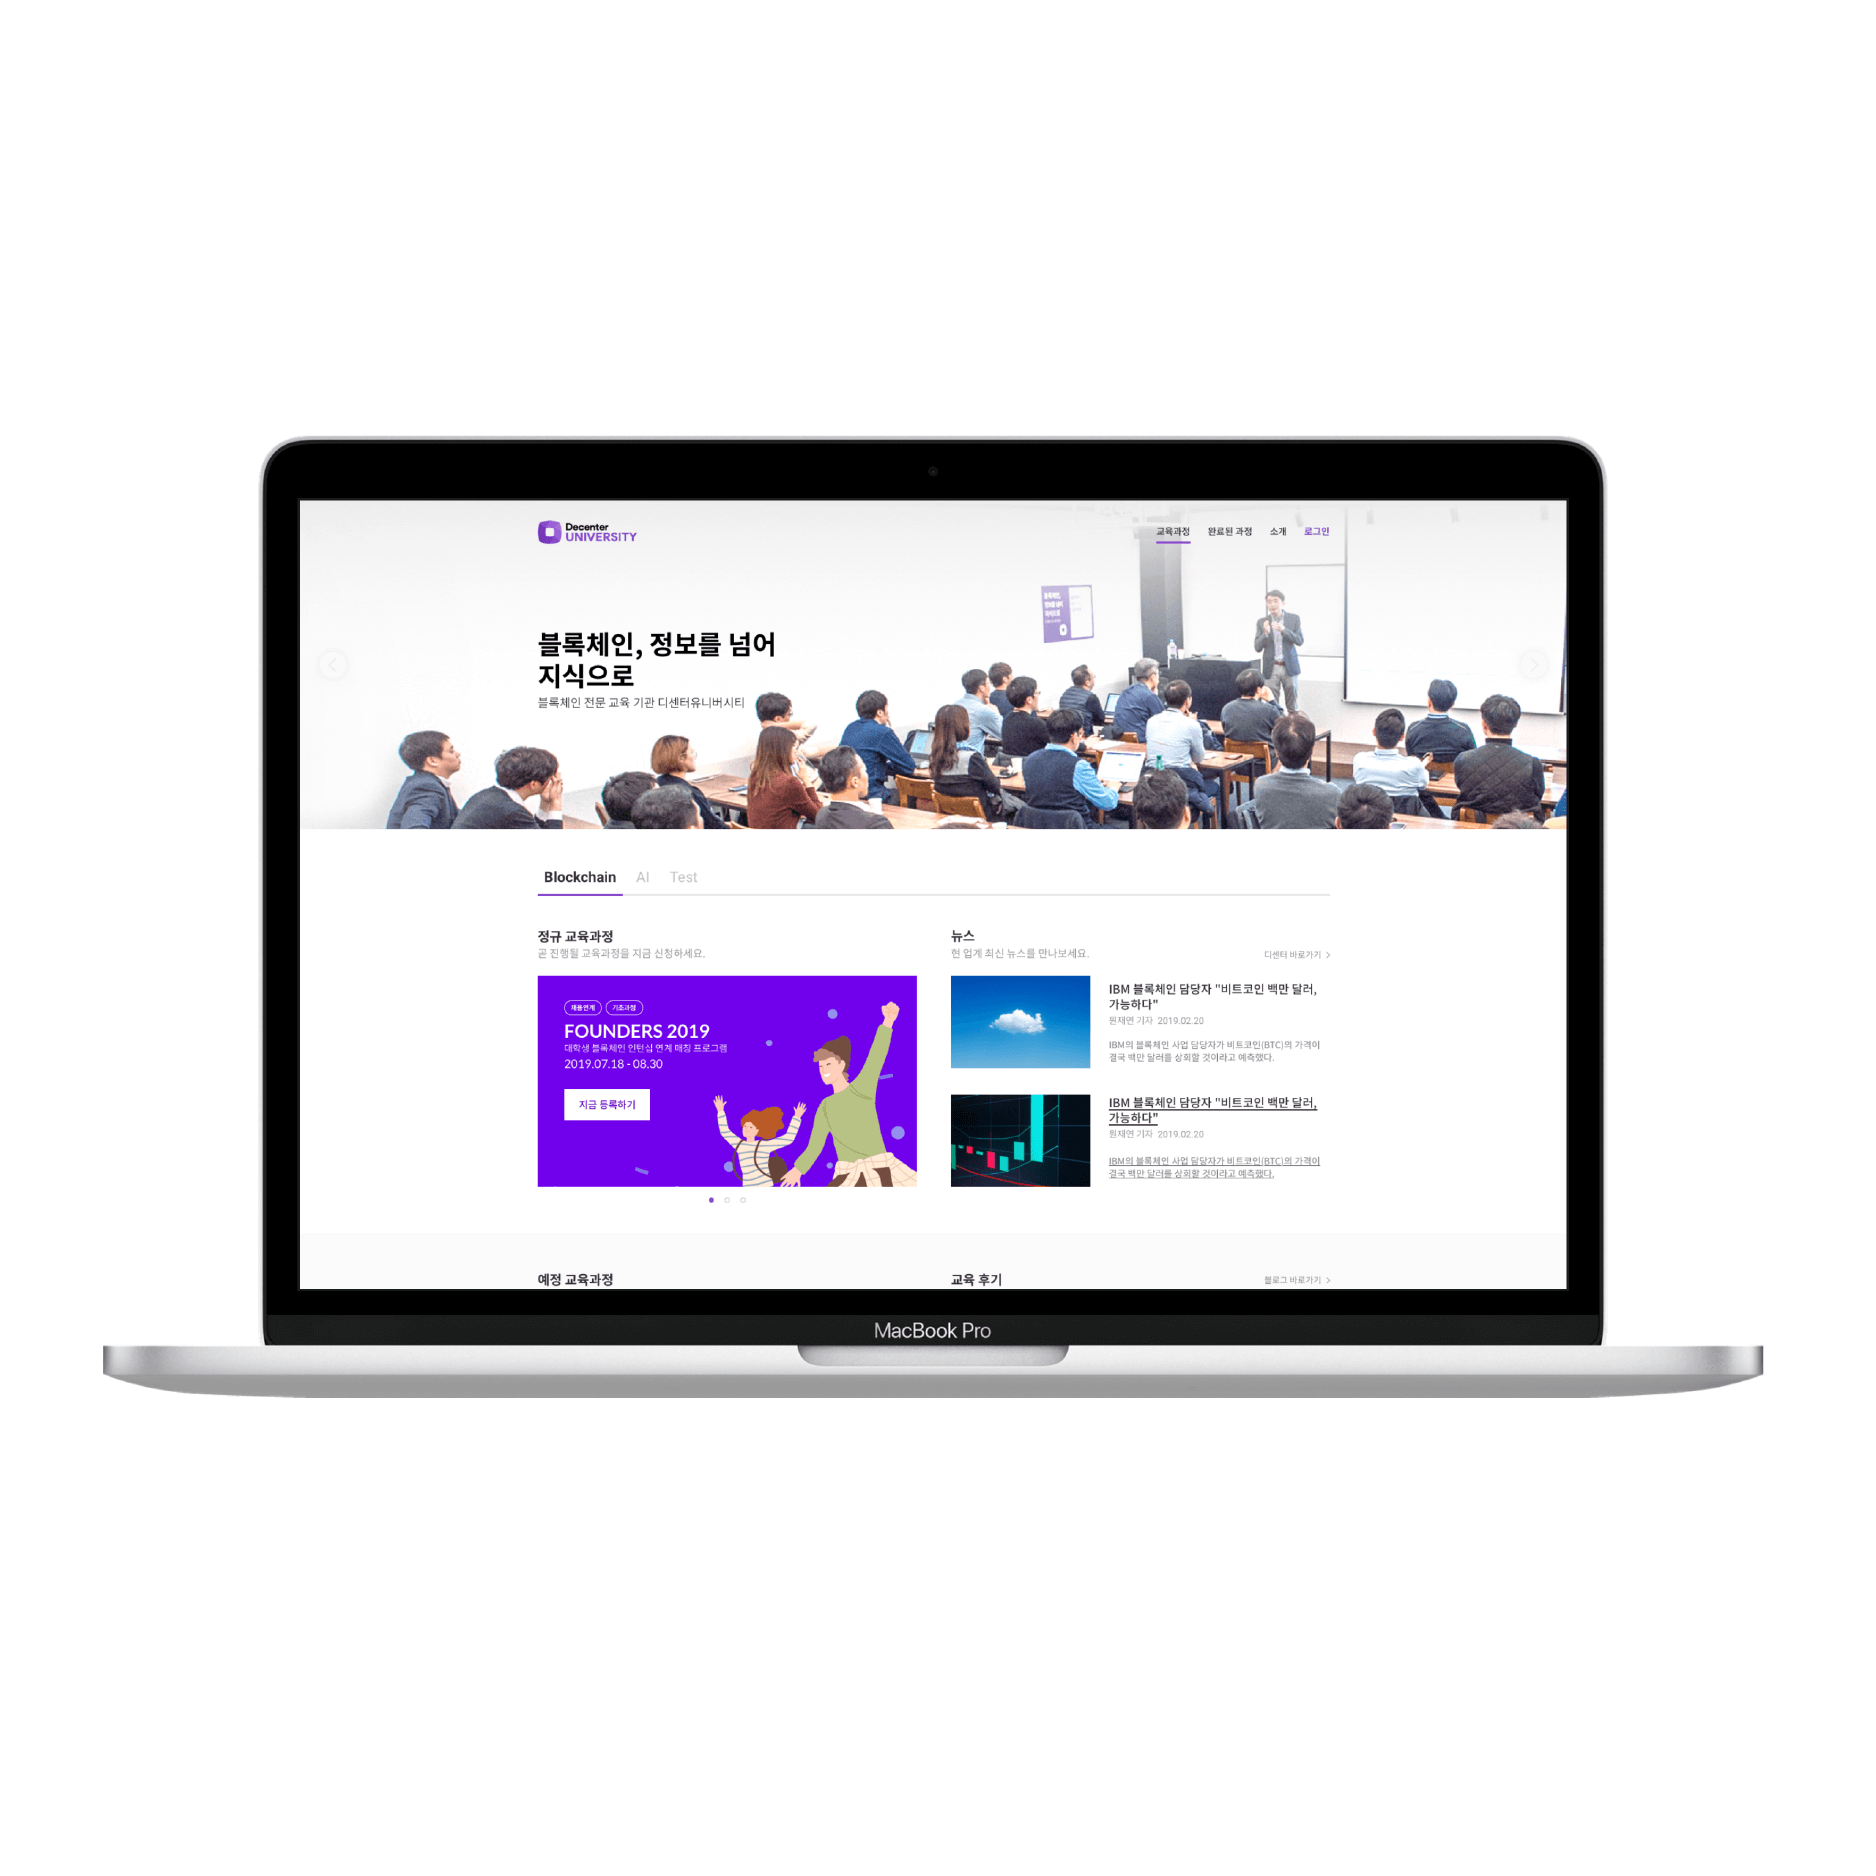 Decenter
UNIVERSITY
교육과정 완료된 과정 소개 로그인
블록체인,
정보를 넘어
지식으로
블록체인, 정보를 넘어
지식으로
블록체인 전문 교육 기관 디센터유니버시티
Blockchain AI Test
정규 교육과정
곧 진행될 교육과정을 지금 신청하세요.
채용연계 기초과정
FOUNDERS 2019
대학생 블록체인 인턴십 연계 매칭 프로그램
2019.07.18 - 08.30
지금 등록하기
뉴스
현 업계 최신 뉴스를 만나보세요.
디센터 바로가기 >
IBM 블록체인 담당자 "비트코인 백만 달러,
가능하다"
원재연 기자 2019.02.20
IBM의 블록체인 사업 담당자가 비트코인(BTC)의 가격이
결국 백만 달러를 상회할 것이라고 예측했다.
IBM 블록체인 담당자 "비트코인 백만 달러,
가능하다"
원재연 기자 2019.02.20
IBM의 블록체인 사업 담당자가 비트코인(BTC)의 가격이
결국 백만 달러를 상회할 것이라고 예측했다.
예정 교육과정
교육 후기
블로그 바로가기 >
MacBook Pro